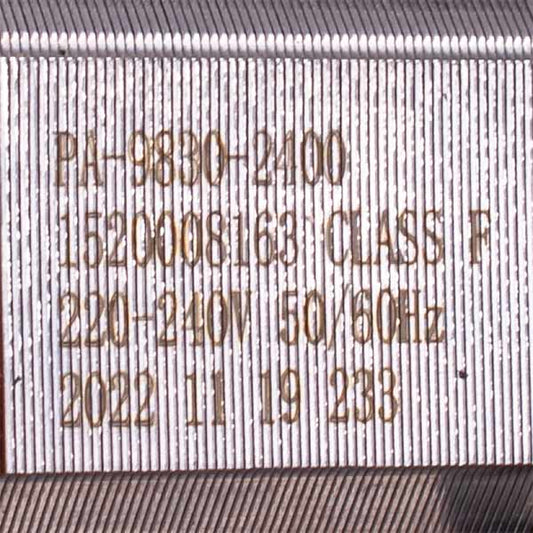 PA-9830-2400
1520008163 CLASS F
220-240V 50/60Hz
2022 11 19 233